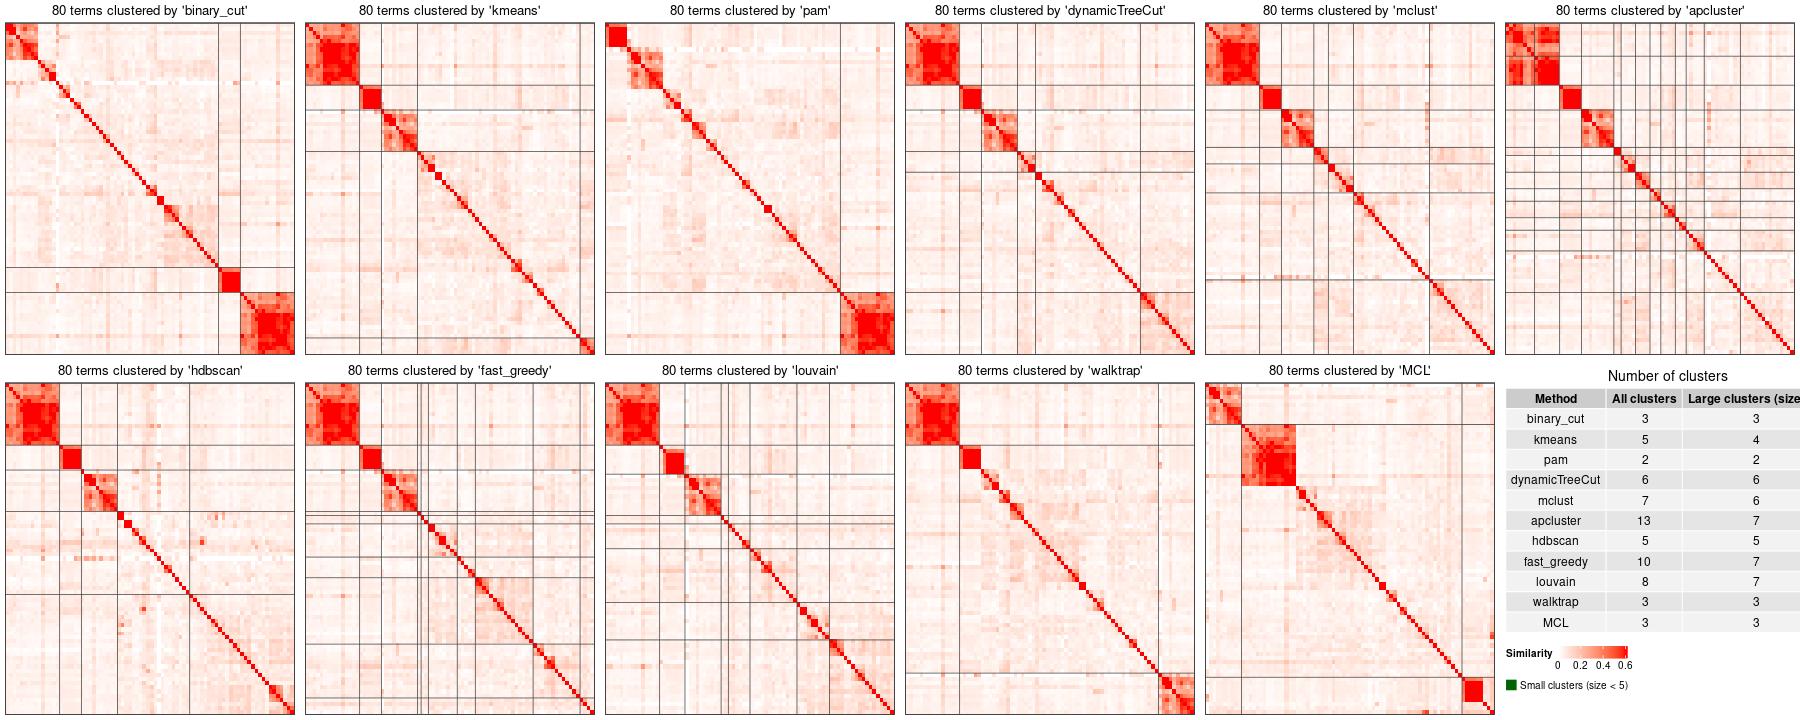 80 terms clustered by 'binary_cut'
80 terms clustered by 'kmeans'
80 terms clustered by 'pam'
80 terms clustered by 'dynamicTreeCut'
80 terms clustered by 'mclust'
80 terms clustered by 'apcluster'
80 terms clustered by 'hdbscan'
80 terms clustered by 'fast_greedy'
80 terms clustered by 'louvain'
80 terms clustered by 'walktrap'
80 terms clustered by 'MCL'
Number of clusters
Method All clusters Large clusters (size
binary_cut 3 3
kmeans 5 4
pam 2 2
dynamicTreeCut 6 6
mclust 7 6
apcluster 13 7
hdbscan 5 5
fast_greedy 10 7
louvain 8 7
walktrap 3 3
MCL 3 3
Similarity
0 0.2 0.4 0.6
Small clusters (size < 5)